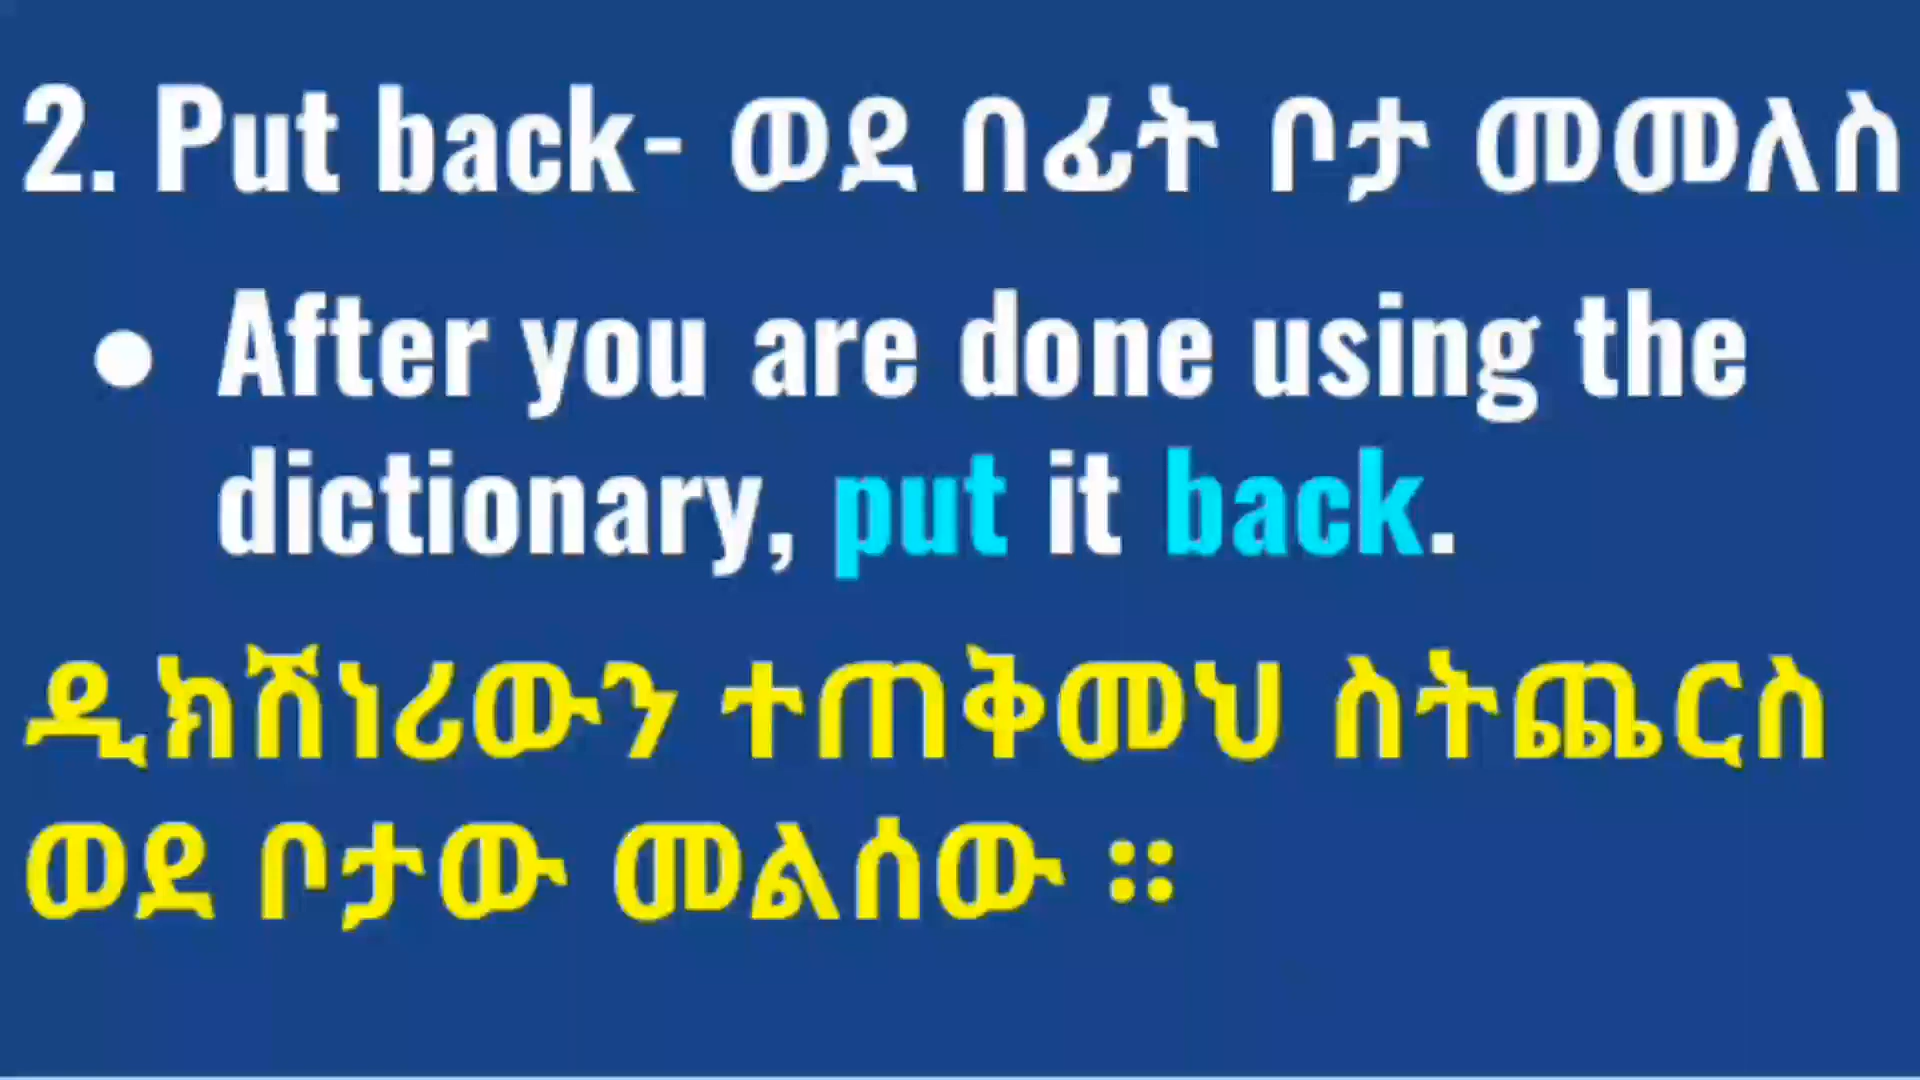 2. Put back- ወደ በፊት ቦታ መመለስ
● After you are done using the
dictionary, put it back.
ዲክሽነሪውን ተጠቅመህ ስትጨርስ
ወደ ቦታው መልሰው ።